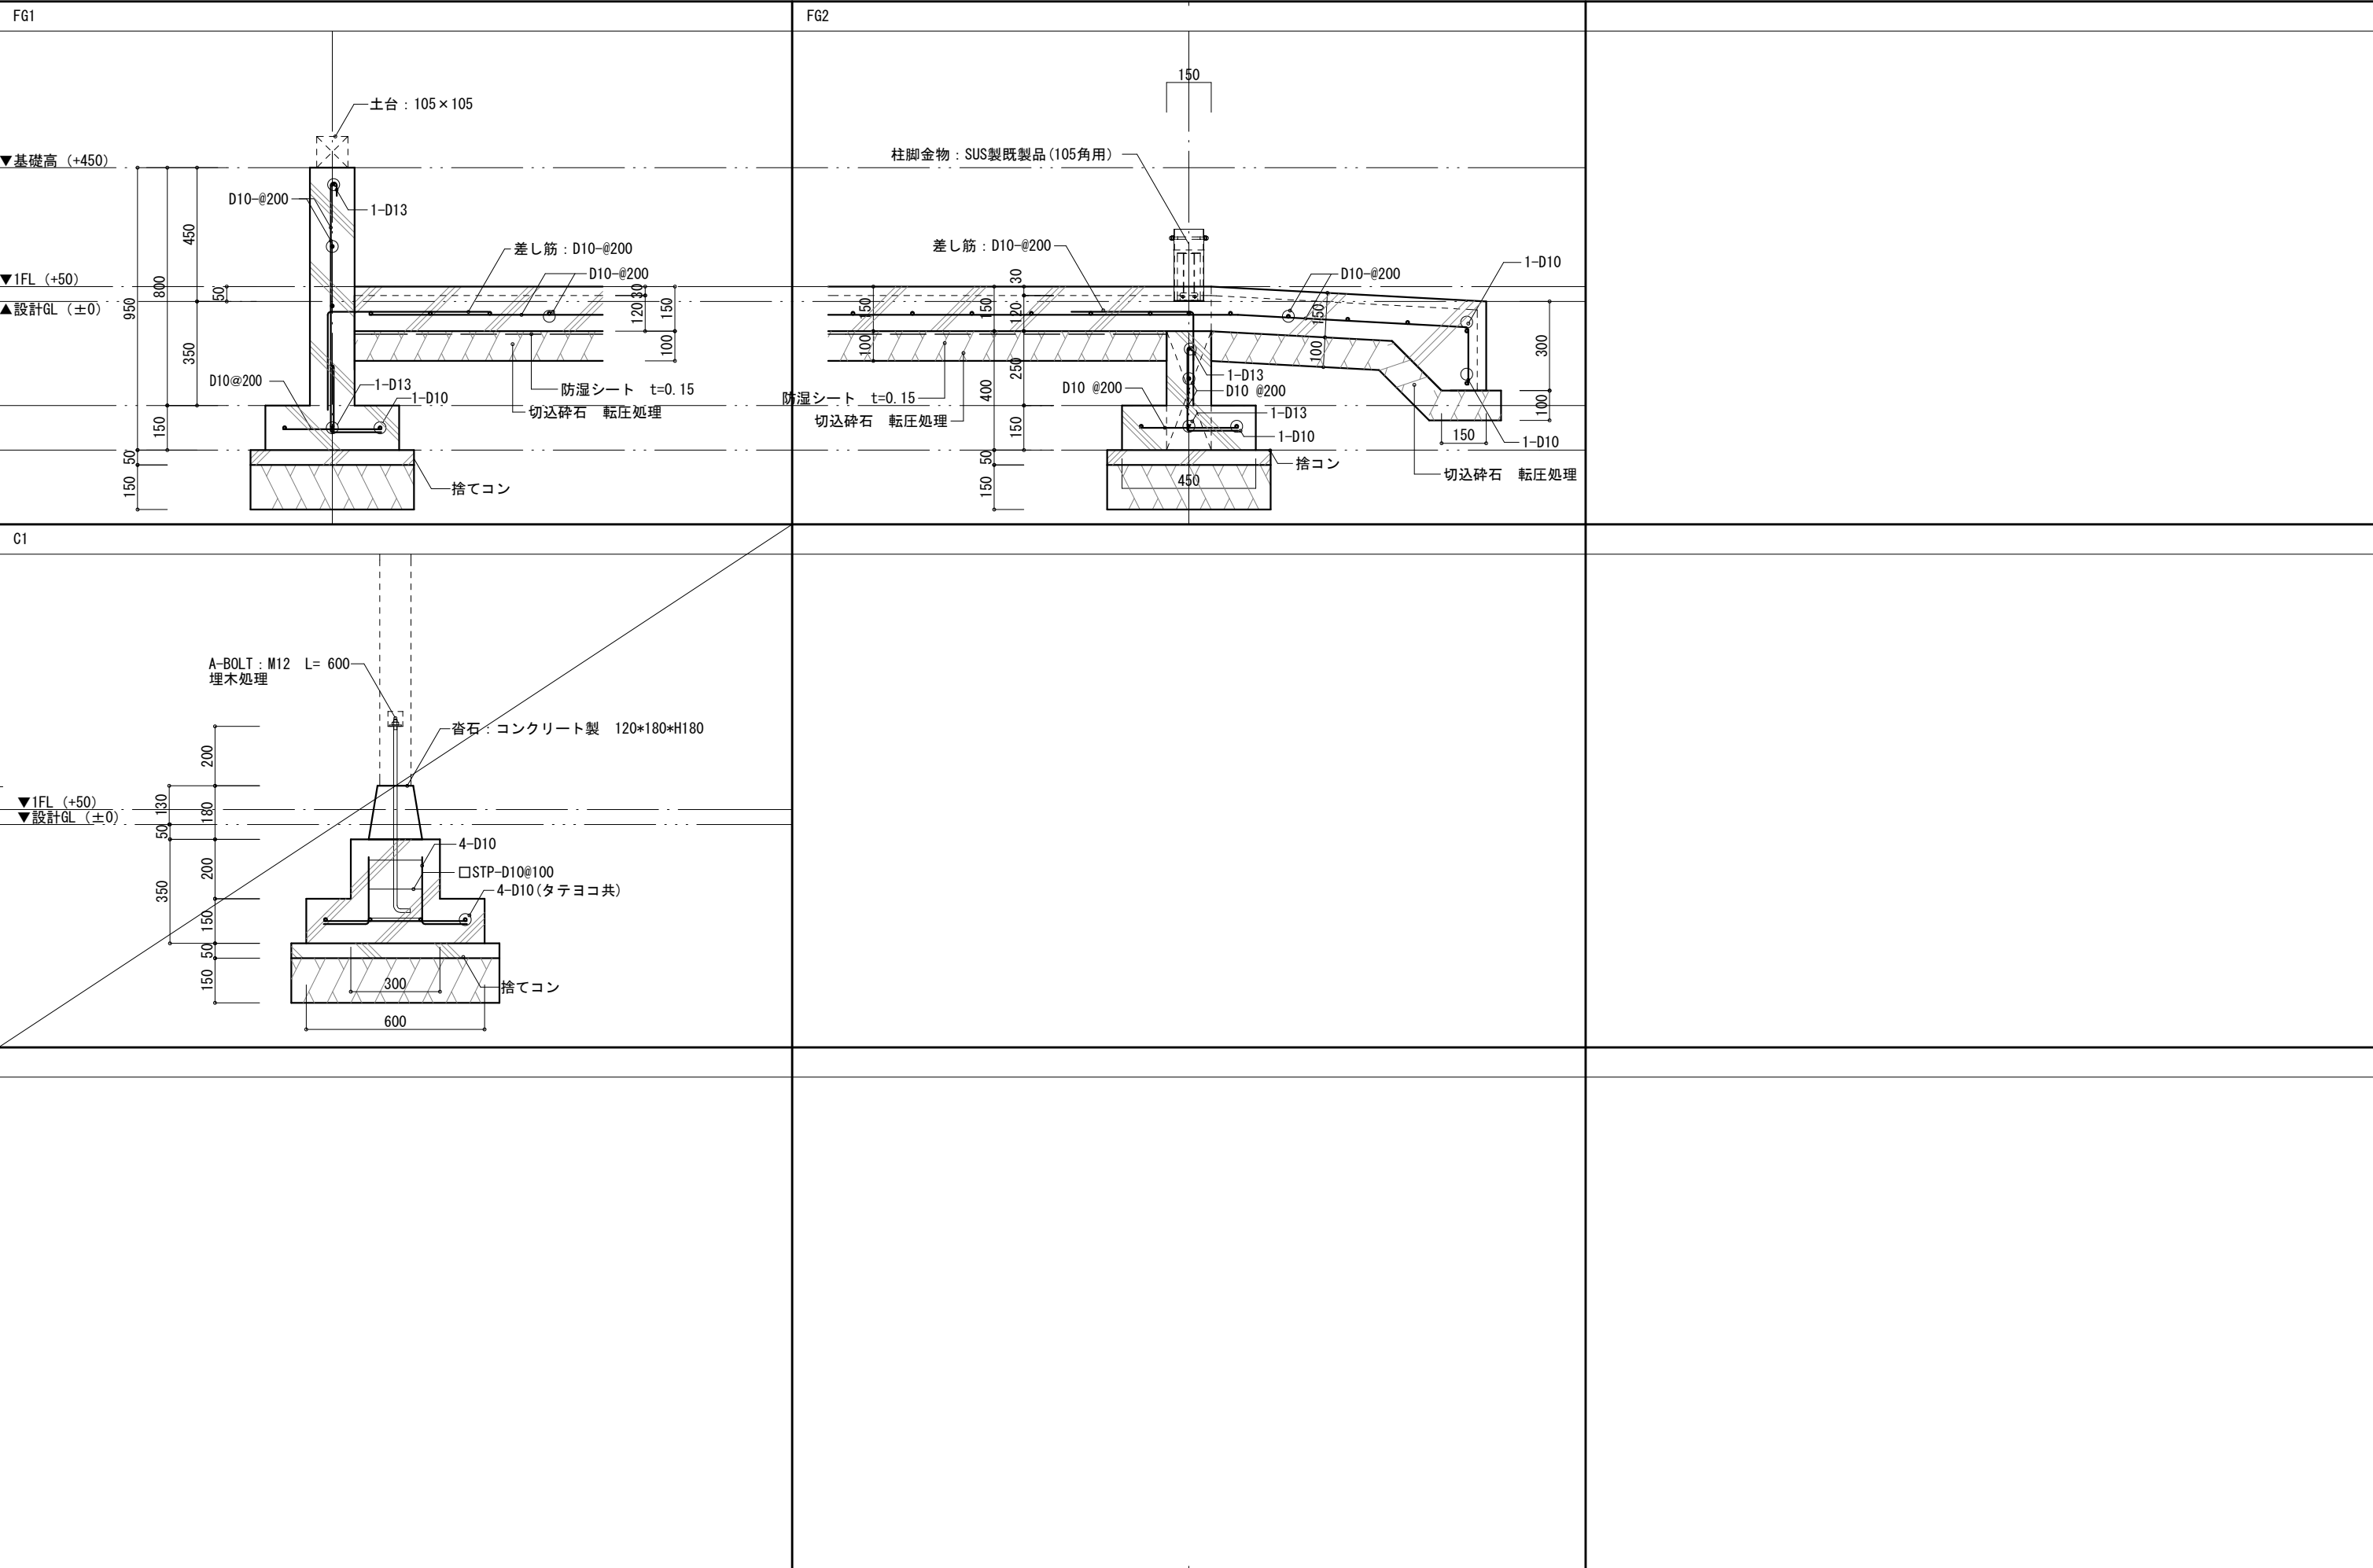 FG1
土台：105×105
▼基礎高 (+450)
D10-@200
1-D13
450
差し筋：D10-@200
D10-@200
▼1FL (+50)
▲設計GL (±0)
950
800
50
30
120
150
100
350
D10@200
1-D13
1-D10
防湿シート　t=0.15
切込砕石　転圧処理
150
50
150
捨てコン
FG2
150
柱脚金物：SUS製既製品(105角用)
差し筋：D10-@200
30
D10-@200
1-D10
150
150
120
150
300
100
250
100
400
1-D13
D10 @200
D10 @200
防湿シート　t=0.15
切込砕石　転圧処理
100
150
1-D13
1-D10
150
1-D10
50
捨コン
切込砕石　転圧処理
150
450
C1
A-BOLT：M12　L= 600
埋木処理
沓石：コンクリート製　120*180*H180
200
▼1FL (+50)
▼設計GL (±0)
130
180
50
4-D10
□STP-D10@100
4-D10(タテヨコ共)
200
350
150
50
150
300
捨てコン
600